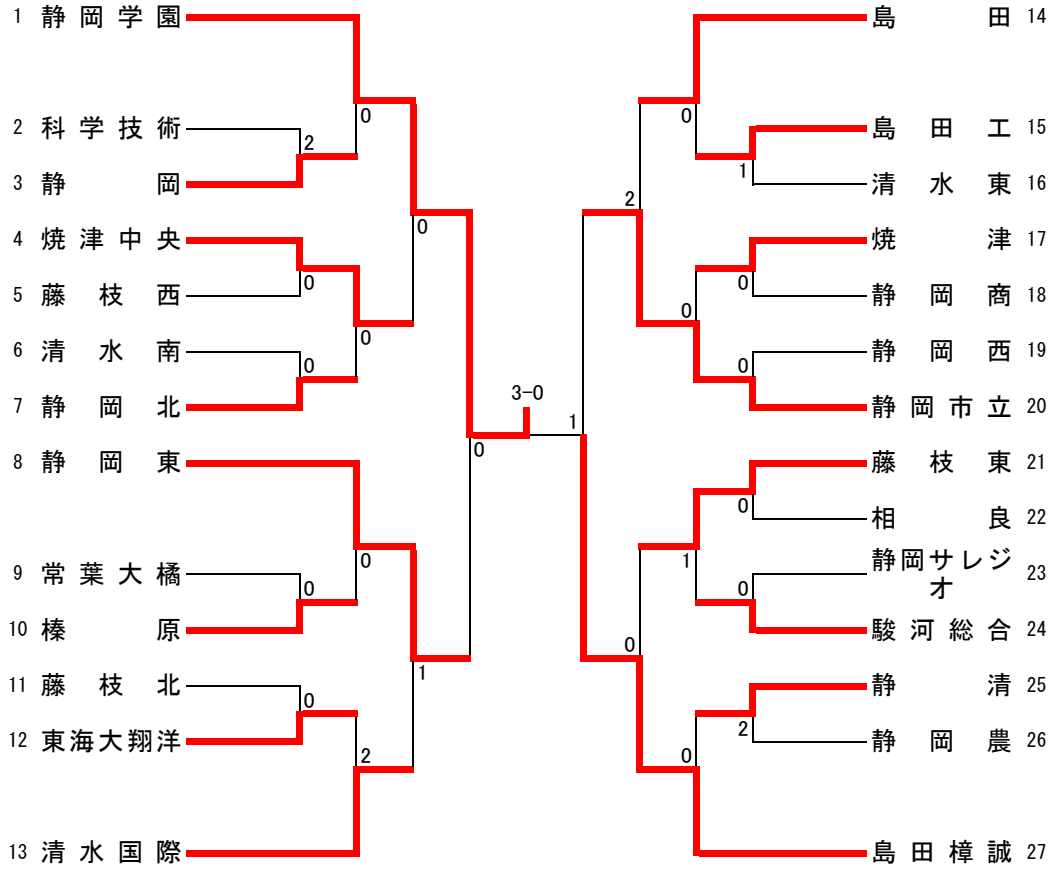 1 静岡学園
2 科学技術
3 静岡
4 焼津中央
5 藤枝西
6 清水南
7 静岡北
8 静岡東
9 常葉大橘
10 榛原
11 藤枝北
12 東海大翔洋
13 清水国際
0
2
0
0
0
0
0
0
0
1
0
2
3-0
0
1
2
0
1
0
0
0
0
1
0
0
0
2
島田 14
島田工 15
清水東 16
焼津 17
静岡商 18
静岡西 19
静岡市立 20
藤枝東 21
相良 22
静岡サレジ
オ 23
駿河総合 24
静清 25
静岡農 26
島田樟誠 27